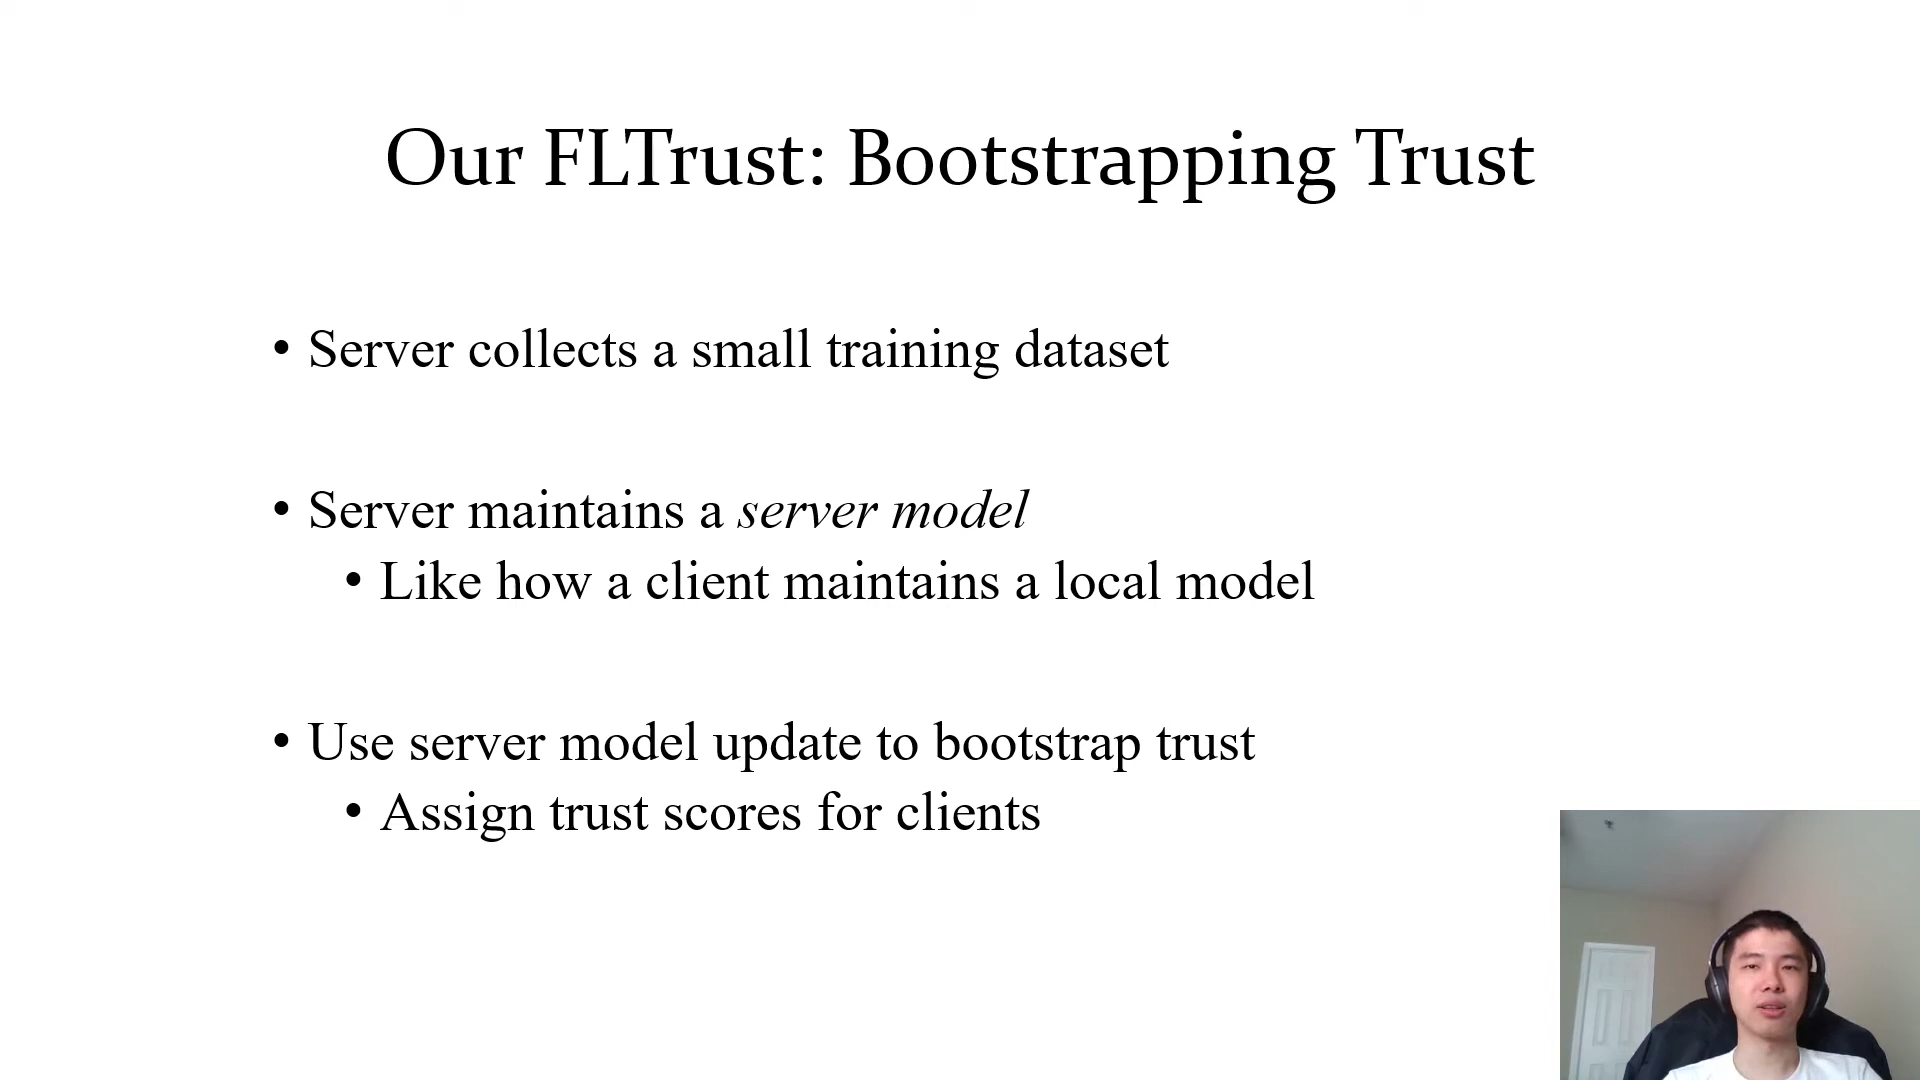 Our FLTrust: Bootstrapping Trust
• Server collects a small training dataset
• Server maintains a server model
• Like how a client maintains a local model
• Use server model update to bootstrap trust
• Assign trust scores for clients